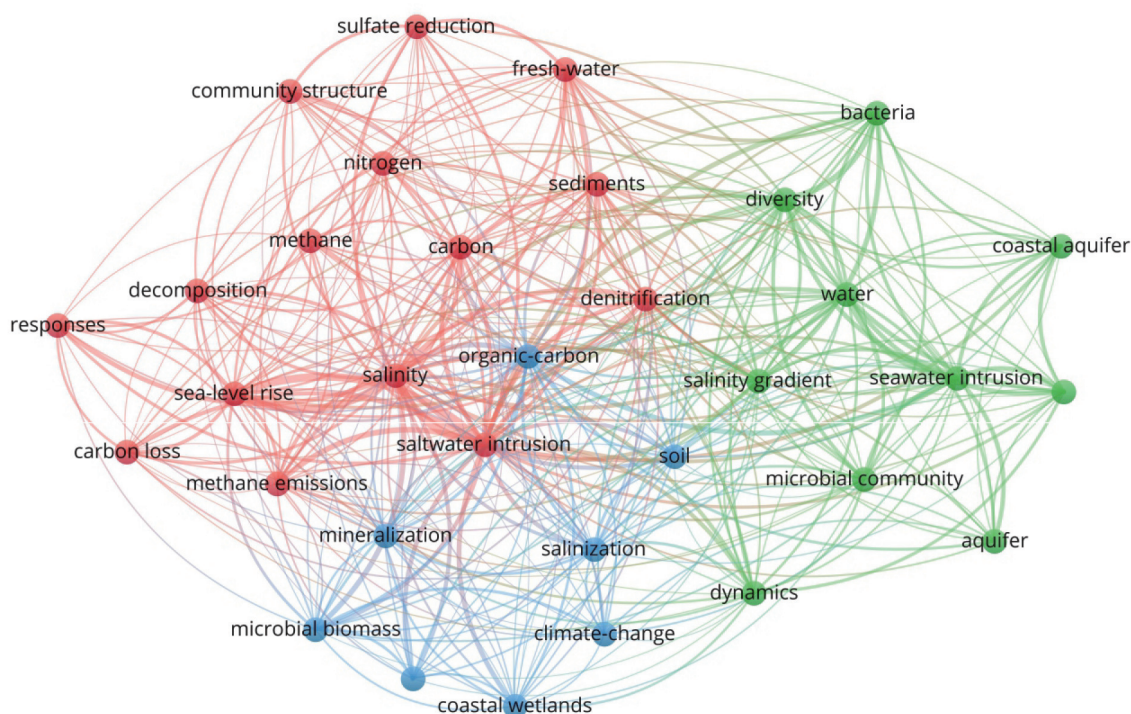 sulfate reduction
fresh-water
community structure
bacteria
nitrogen
sediments
diversity
methane
carbon
coastal aquifer
decomposition
denitrification
water
responses
organic-carbon
salinity
salinity gradient
seawater intrusion
sea-level rise
saltwater intrusion
carbon loss
soil
methane emissions
microbial community
mineralization
salinization
aquifer
dynamics
microbial biomass
climate-change
coastal wetlands